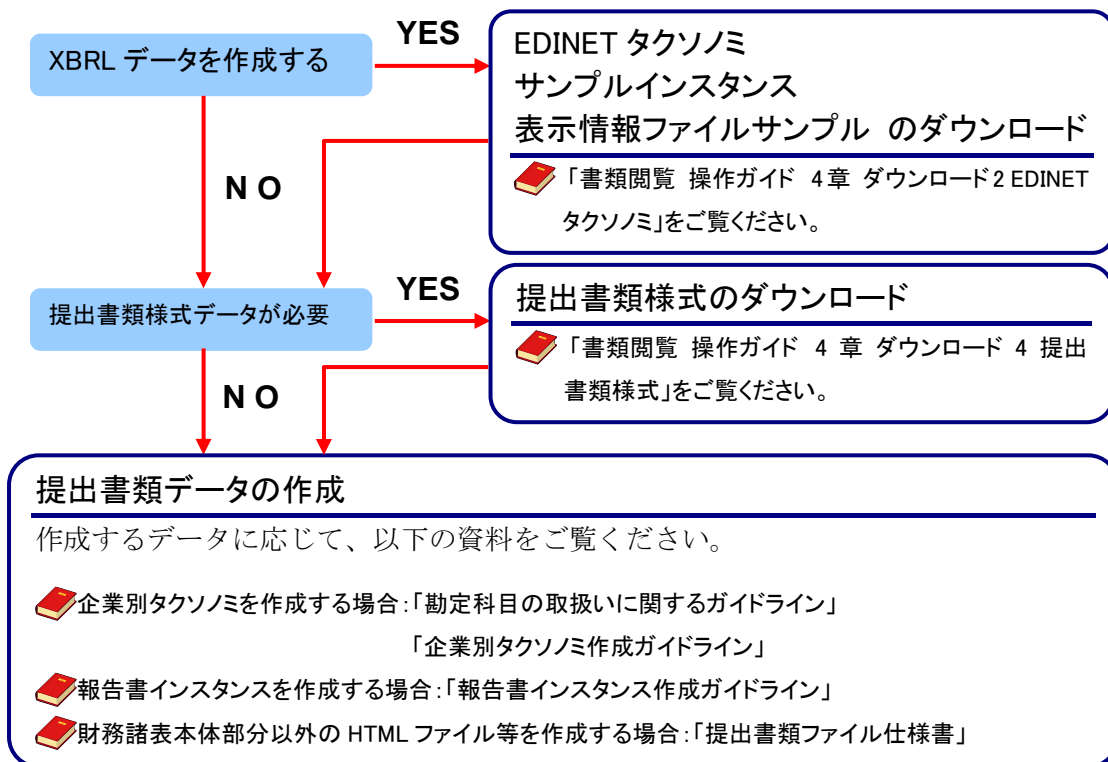 XBRL データを作成する
YES
EDINET タクソノミ
サンプルインスタンス
表示情報ファイルサンプル のダウンロード
「書類閲覧 操作ガイド 4章 ダウンロード2 EDINET
タクソノミ」をご覧ください。
NO
提出書類様式データが必要
YES
提出書類様式のダウンロード
「書類閲覧 操作ガイド 4 章 ダウンロード 4 提出
書類様式」をご覧ください。
NO
提出書類データの作成
作成するデータに応じて、以下の資料をご覧ください。
企業別タクソノミを作成する場合:「勘定科目の取扱いに関するガイドライン」
「企業別タクソノミ作成ガイドライン」
報告書インスタンスを作成する場合:「報告書インスタンス作成ガイドライン」
財務諸表本体部分以外の HTML ファイル等を作成する場合:「提出書類ファイル仕様書」